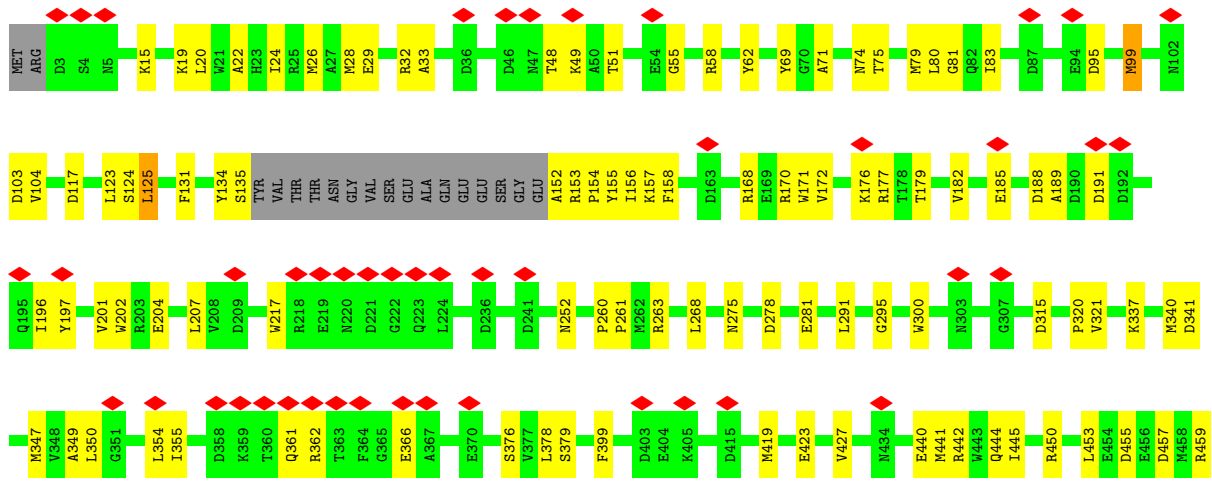 MET ARG D3 S4 N5 K15 K19 L20 W21 A22 H23 I24 R25 M26 A27 M28 E29 R32 A33 D36 D46 N47 T48 K49 A50 T51 E54 G55 R58 Y62 Y69 G70 A71 N74 T75 M79 L80 G81 Q82 I83 D87 E94 D95 M99 N102
D103 V104 D117 L123 S124 L125 F131 Y134 S135 TYR VAL THR THR ASN GLY VAL SER GLU ALA GLN GLU GLU SER GLY GLU A152 R153 P154 Y155 I156 K157 F158 D163 R168 E169 R170 W171 V172 K176 R177 T178 T179 V182 E185 D188 A189 D190 D191 D192
Q195 I196 Y197 V201 W202 R203 E204 L207 V208 D209 W217 R218 E219 N220 D221 G222 Q223 L224 D236 D241 N252 P260 P261 M262 R263 L268 N275 D278 E281 L291 G295 W300 N303 G307 D315 P320 V321 K337 M340 D341
M347 V348 A349 L350 G351 L354 I355 D358 K359 T360 Q361 R362 T363 F364 G365 E366 A367 E370 S376 V377 L378 S379 F399 D403 E404 K405 D415 M419 E423 V427 N434 E440 M441 R442 W443 Q444 I445 R450 L453 E454 D455 E456 D457 M458 R459